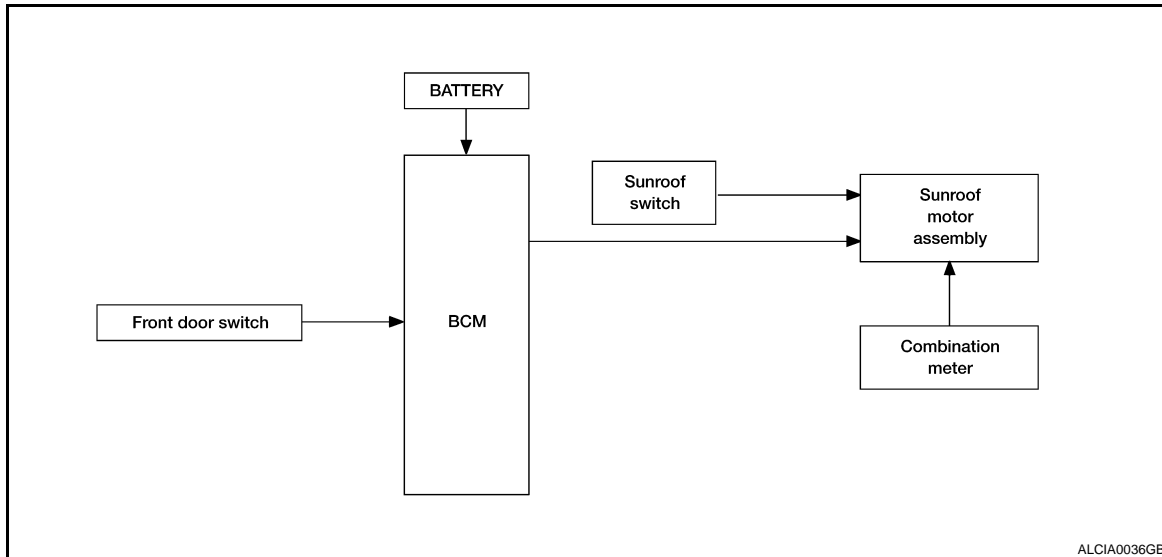 BATTERY
Sunroof
switch
Sunroof
motor
assembly
Front door switch
BCM
Combination
meter
ALCIA0036GB